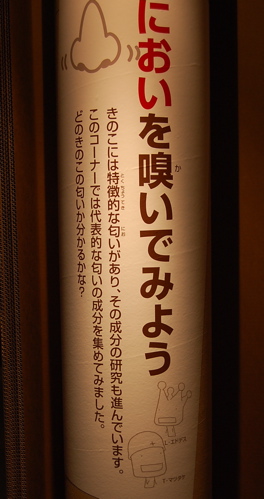 においを嗅いでみよう
きのこには特徴的な匂いがあり、その成分の研究も進んでいます。
このコーナーでは代表的な匂いの成分を集めてみました。
どのきのこの匂いか分かるかな？